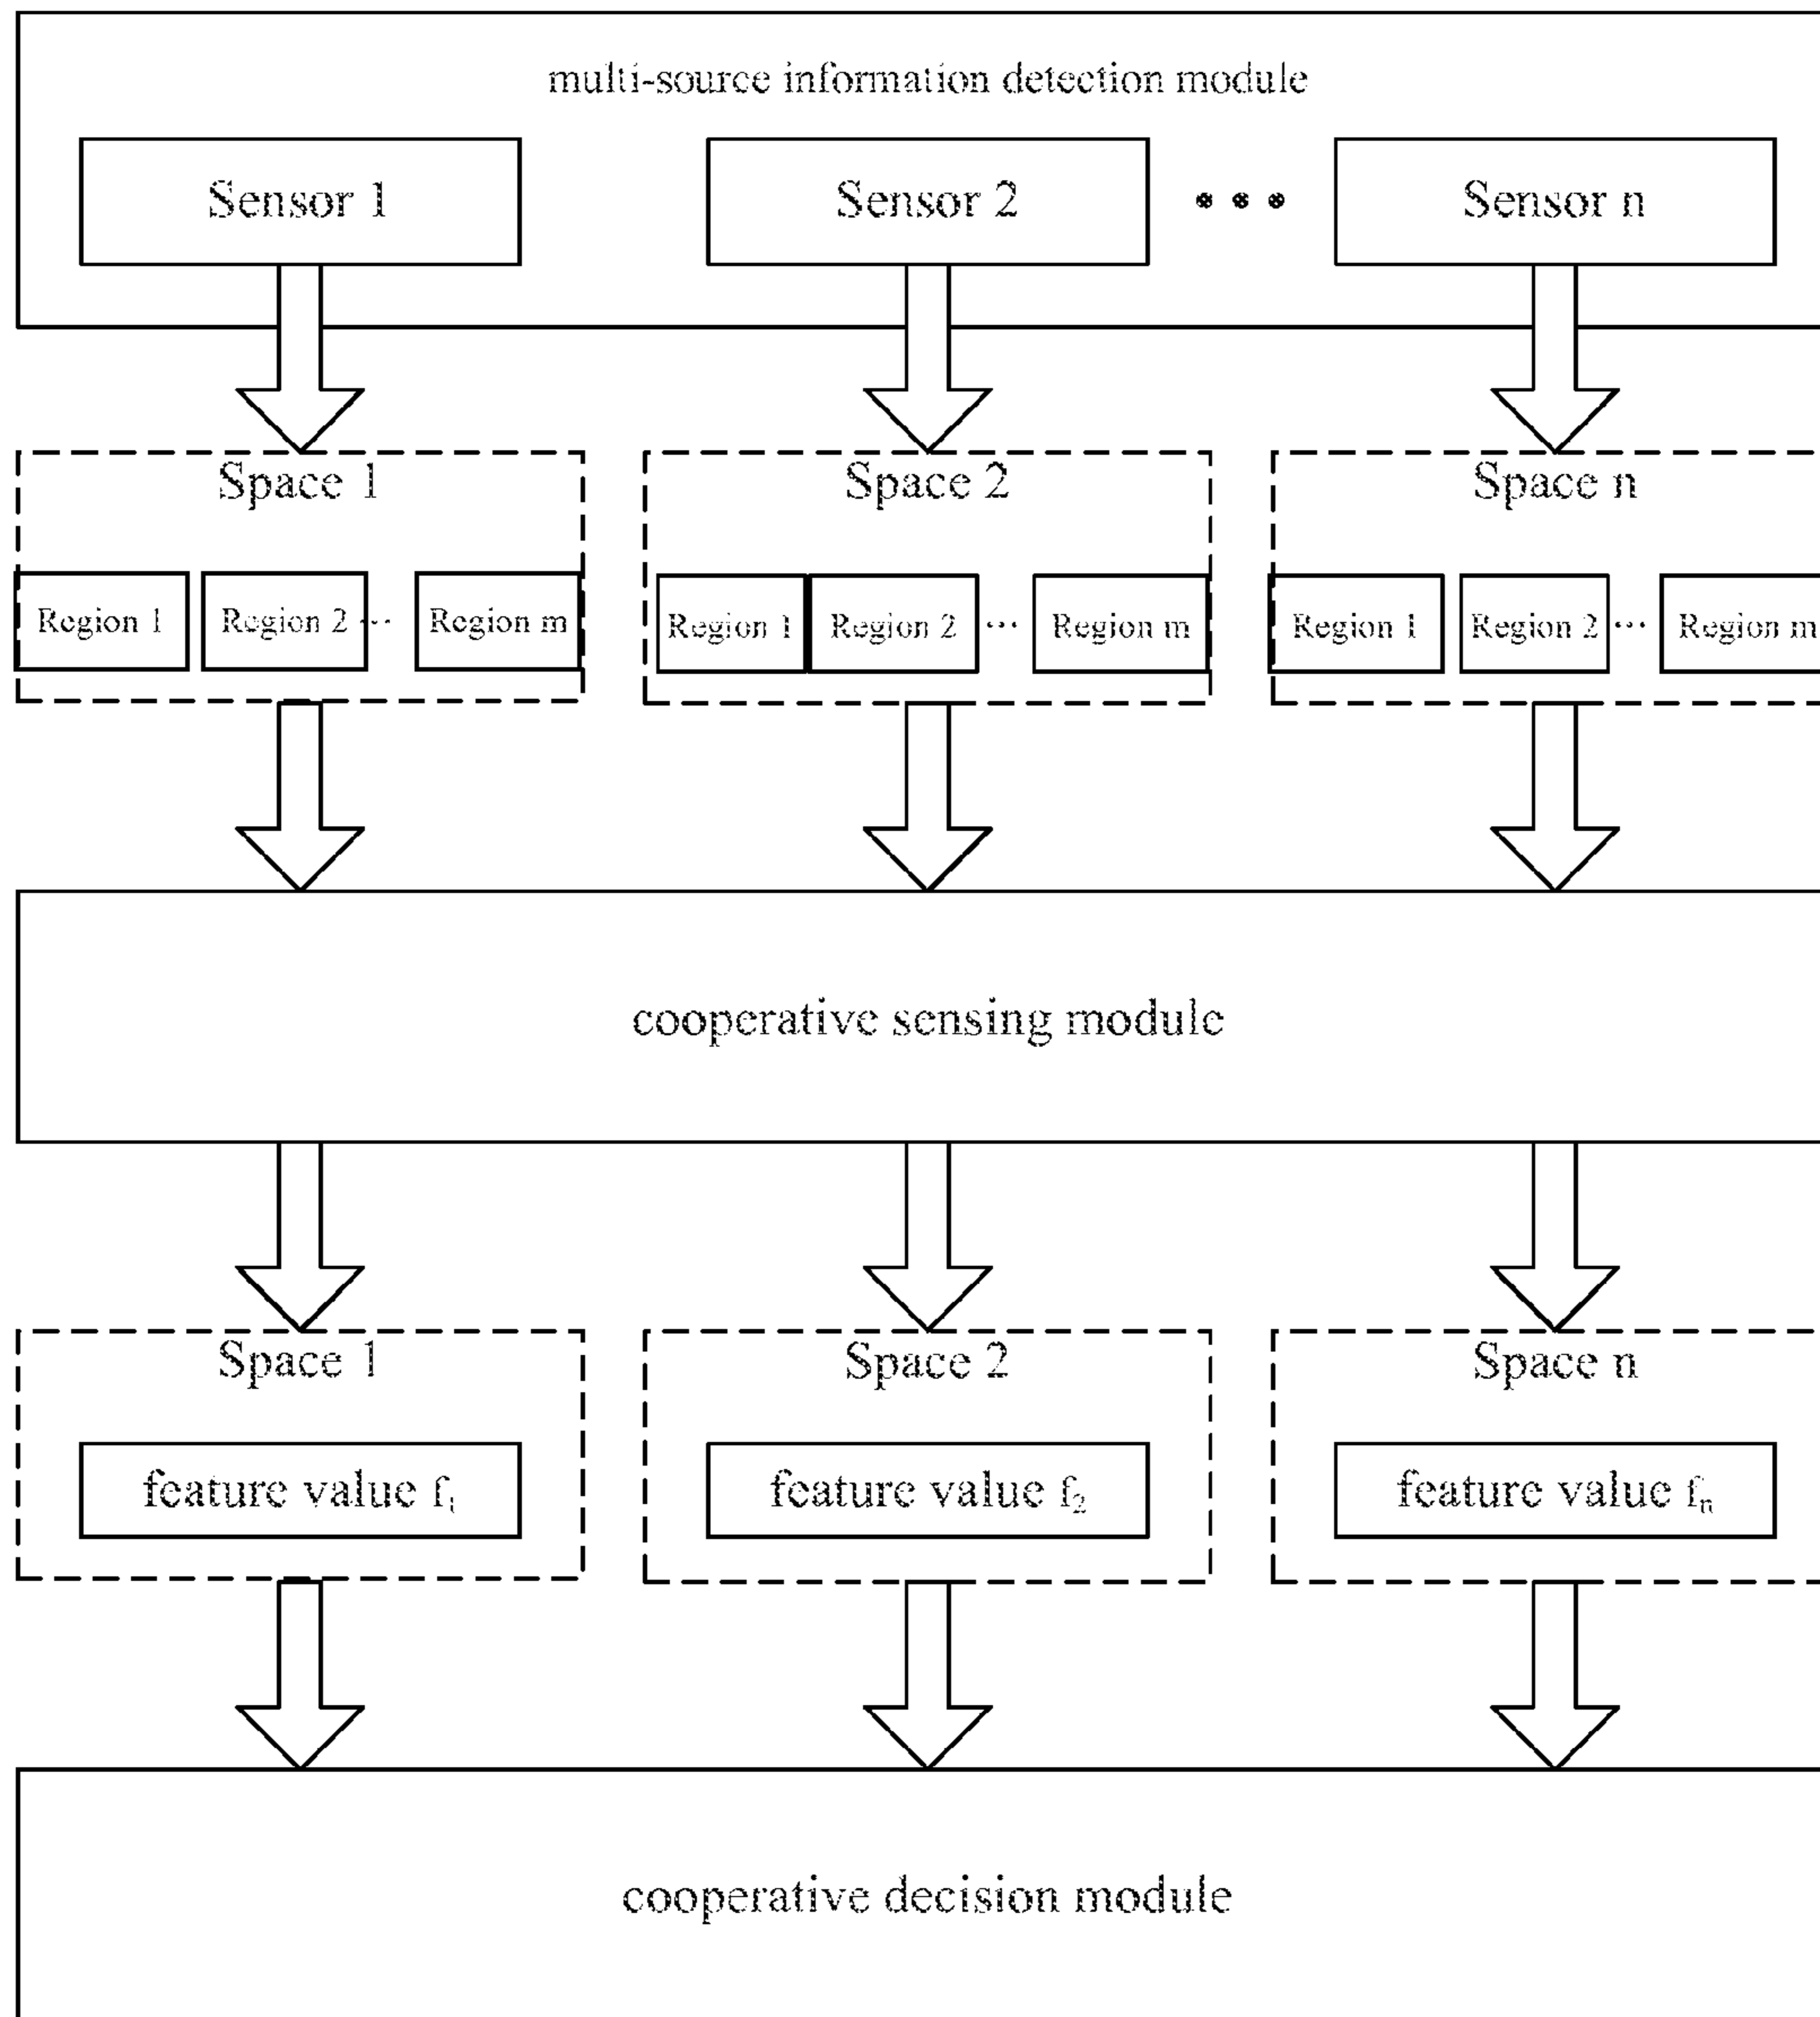 multi-source information detection module
Sensor 1 Sensor 2 ••• Sensor n
Space 1 Space 2 Space n
Region 1 Region 2 ··· Region m Region 1 Region 2 ··· Region m Region 1 Region 2 ··· Region m
cooperative sensing module
Space 1 Space 2 Space n
feature value f₁ feature value f₂ feature value fₙ
cooperative decision module